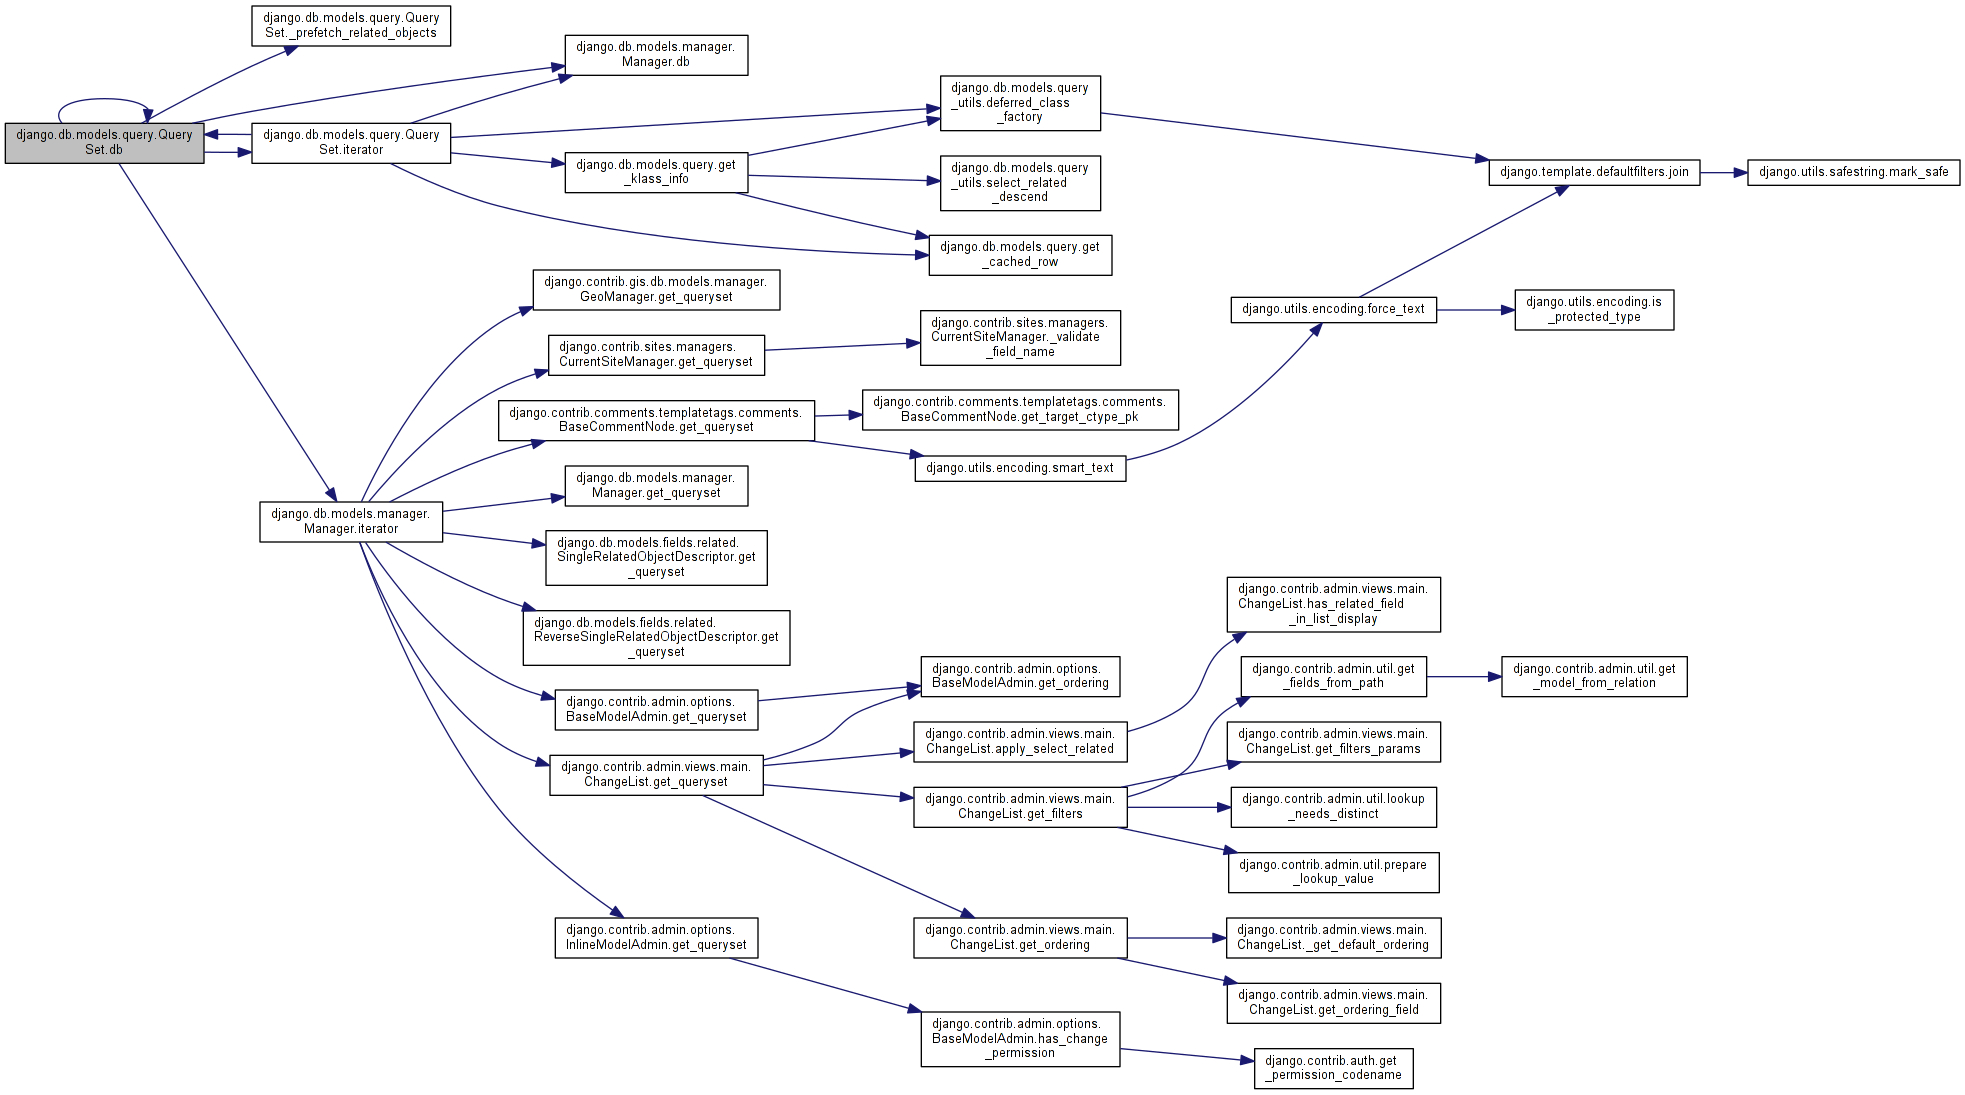 django.db.models.query.Query
Set._prefetch_related_objects
django.db.models.manager.
Manager.db
django.db.models.query.Query
Set.db
django.db.models.query.Query
Set.iterator
django.db.models.query
_utils.deferred_class
_factory
django.db.models.query.get
_klass_info
django.db.models.query
_utils.select_related
_descend
django.template.defaultfilters.join
django.utils.safestring.mark_safe
django.db.models.query.get
_cached_row
django.contrib.gis.db.models.manager.
GeoManager.get_queryset
django.utils.encoding.force_text
django.utils.encoding.is
_protected_type
django.contrib.sites.managers.
CurrentSiteManager.get_queryset
django.contrib.sites.managers.
CurrentSiteManager._validate
_field_name
django.contrib.comments.templatetags.comments.
BaseCommentNode.get_queryset
django.contrib.comments.templatetags.comments.
BaseCommentNode.get_target_ctype_pk
django.utils.encoding.smart_text
django.db.models.manager.
Manager.get_queryset
django.db.models.manager.
Manager.iterator
django.db.models.fields.related.
SingleRelatedObjectDescriptor.get
_queryset
django.db.models.fields.related.
ReverseSingleRelatedObjectDescriptor.get
_queryset
django.contrib.admin.views.main.
ChangeList.has_related_field
_in_list_display
django.contrib.admin.options.
BaseModelAdmin.get_queryset
django.contrib.admin.options.
BaseModelAdmin.get_ordering
django.contrib.admin.util.get
_fields_from_path
django.contrib.admin.util.get
_model_from_relation
django.contrib.admin.views.main.
ChangeList.get_queryset
django.contrib.admin.views.main.
ChangeList.apply_select_related
django.contrib.admin.views.main.
ChangeList.get_filters_params
django.contrib.admin.views.main.
ChangeList.get_filters
django.contrib.admin.util.lookup
_needs_distinct
django.contrib.admin.util.prepare
_lookup_value
django.contrib.admin.options.
InlineModelAdmin.get_queryset
django.contrib.admin.views.main.
ChangeList.get_ordering
django.contrib.admin.views.main.
ChangeList._get_default_ordering
django.contrib.admin.views.main.
ChangeList.get_ordering_field
django.contrib.admin.options.
BaseModelAdmin.has_change
_permission
django.contrib.auth.get
_permission_codename